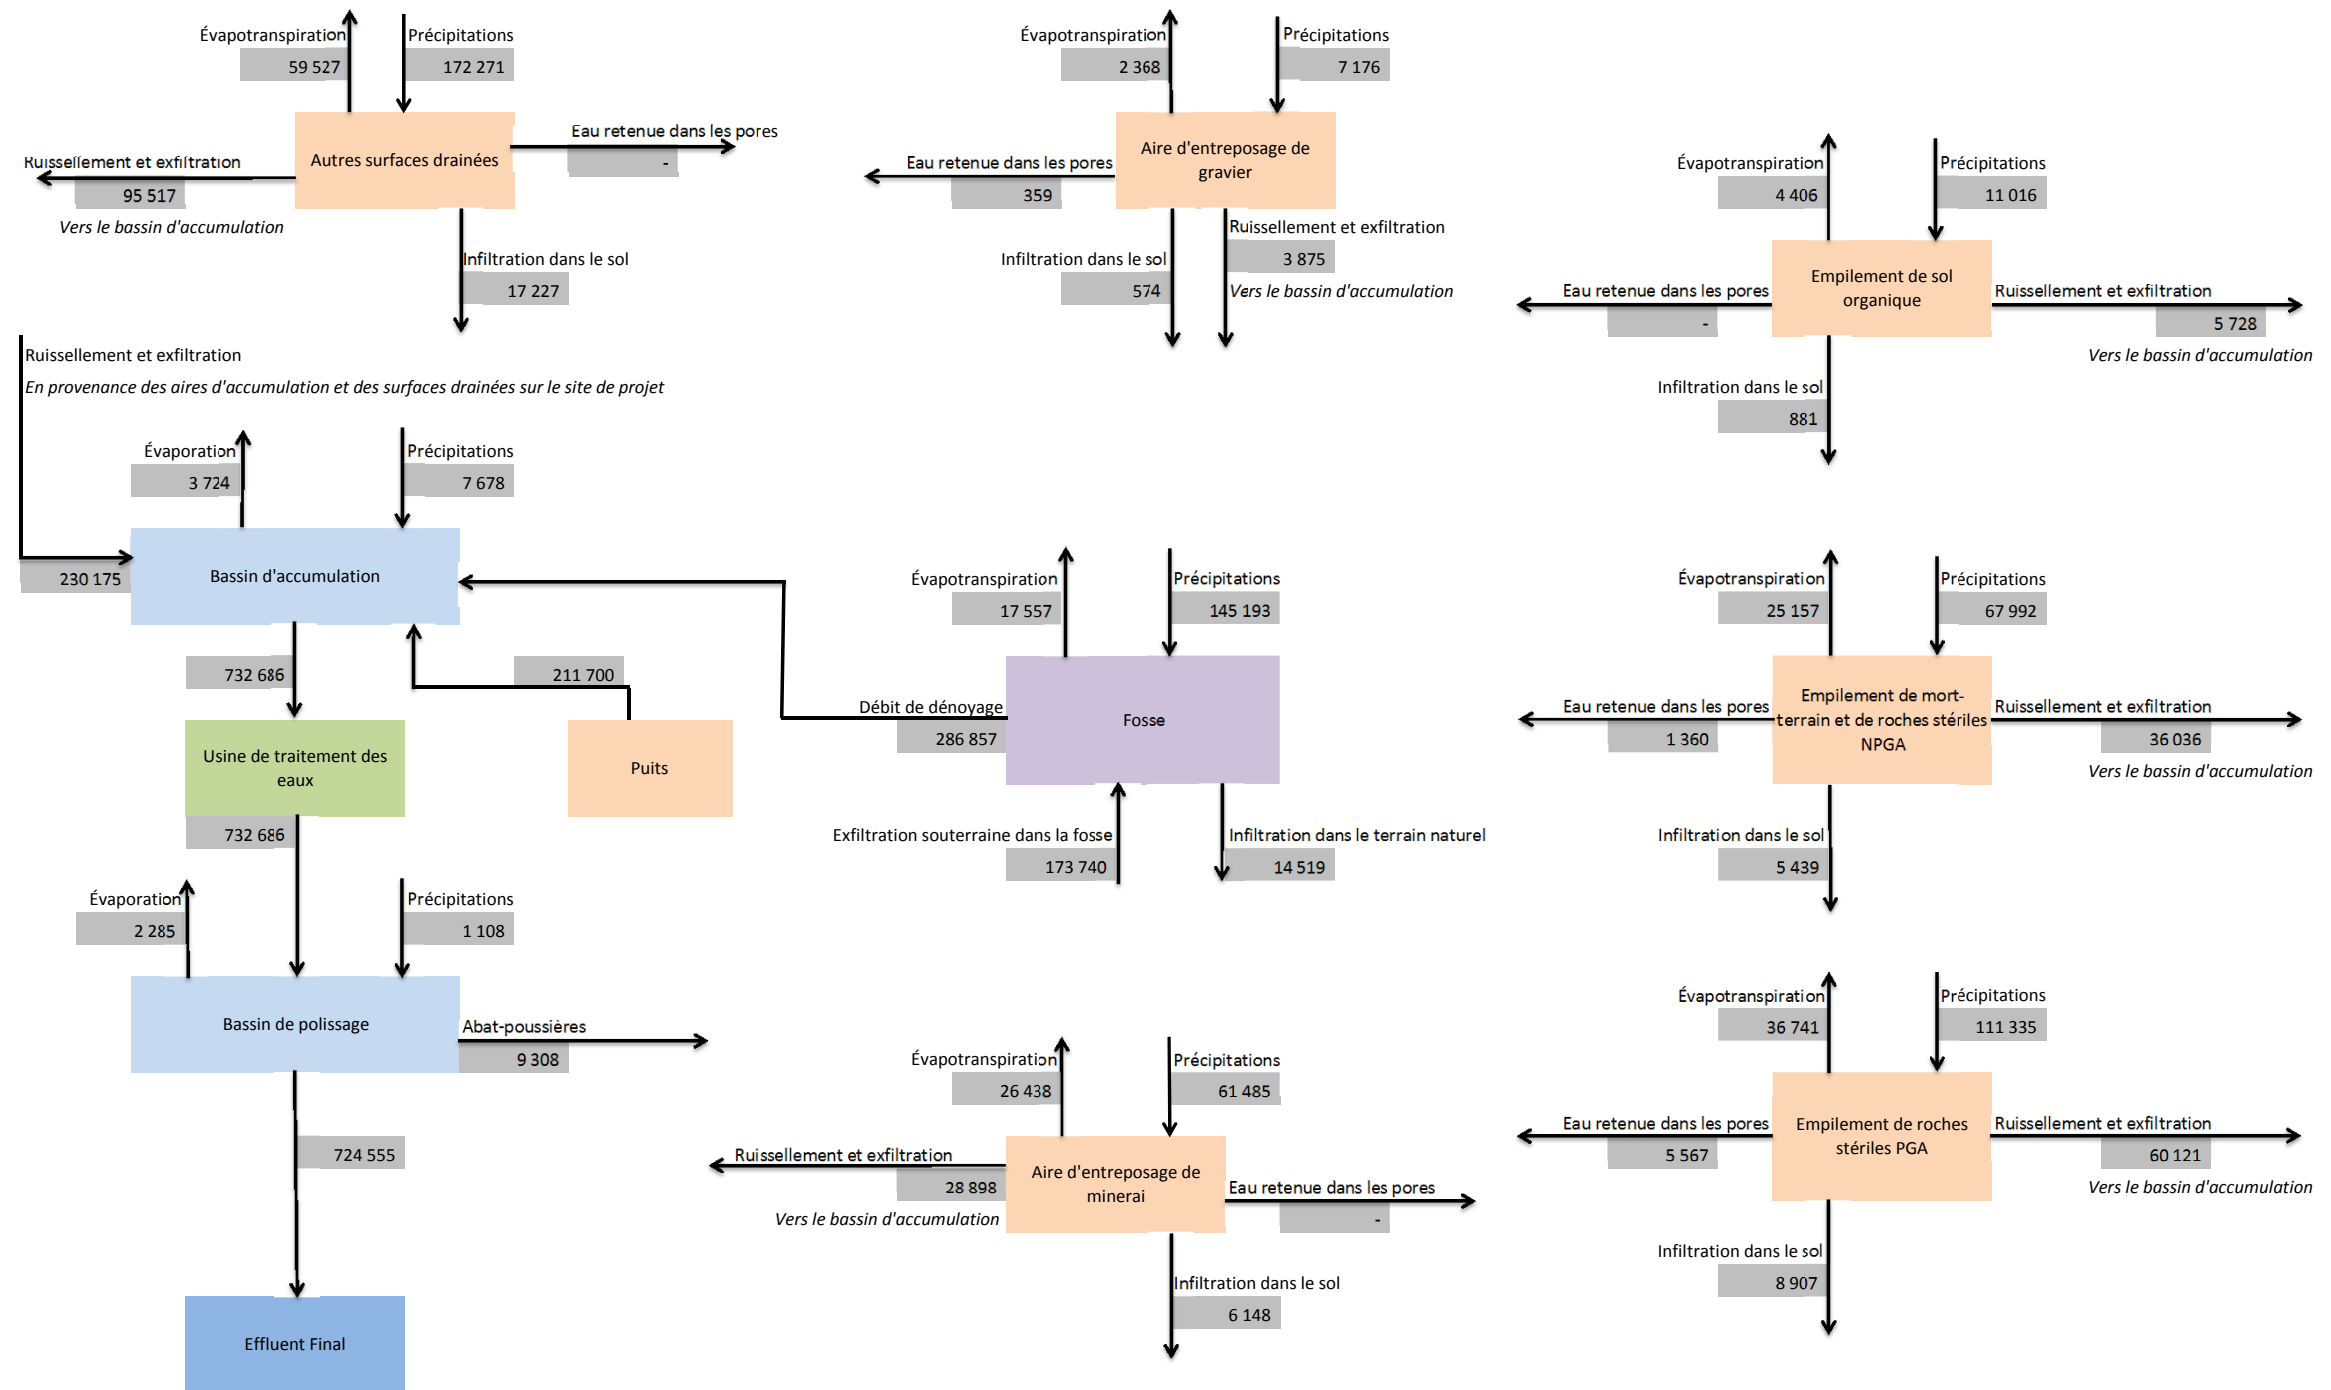 Évapotranspiration
59 527
Précipitations
172 271
Autres surfaces drainées
Eau retenue dans les pores
-
Ruissellement et exfiltration
95 517
Vers le bassin d'accumulation
Infiltration dans le sol
17 227
Évapotranspiration
2 368
Précipitations
7 176
Aire d'entreposage de
gravier
Eau retenue dans les pores
359
Infiltration dans le sol
574
Ruissellement et exfiltration
3 875
Vers le bassin d'accumulation
Évapotranspiration
4 406
Précipitations
11 016
Empilement de sol
organique
Eau retenue dans les pores
-
Ruissellement et exfiltration
5 728
Vers le bassin d'accumulation
Infiltration dans le sol
881
Ruissellement et exfiltration
En provenance des aires d'accumulation et des surfaces drainées sur le site de projet
Évaporation
3 724
Précipitations
7 678
230 175
Bassin d'accumulation
732 686
211 700
Usine de traitement des
eaux
Puits
732 686
Évaporation
2 285
Précipitations
1 108
Bassin de polissage
Abat-poussières
9 308
724 555
Effluent Final
Évapotranspiration
17 557
Précipitations
145 193
Débit de dénoyage
286 857
Fosse
Exfiltration souterraine dans la fosse
173 740
Infiltration dans le terrain naturel
14 519
Évapotranspiration
26 438
Précipitations
61 485
Ruissellement et exfiltration
28 898
Vers le bassin d'accumulation
Aire d'entreposage de
minerai
Eau retenue dans les pores
-
Infiltration dans le sol
6 148
Évapotranspiration
25 157
Précipitations
67 992
Eau retenue dans les pores
1 360
Empilement de mort-
terrain et de roches stériles
NPGA
Ruissellement et exfiltration
36 036
Vers le bassin d'accumulation
Infiltration dans le sol
5 439
Évapotranspiration
36 741
Précipitations
111 335
Eau retenue dans les pores
5 567
Empilement de roches
stériles PGA
Ruissellement et exfiltration
60 121
Vers le bassin d'accumulation
Infiltration dans le sol
8 907